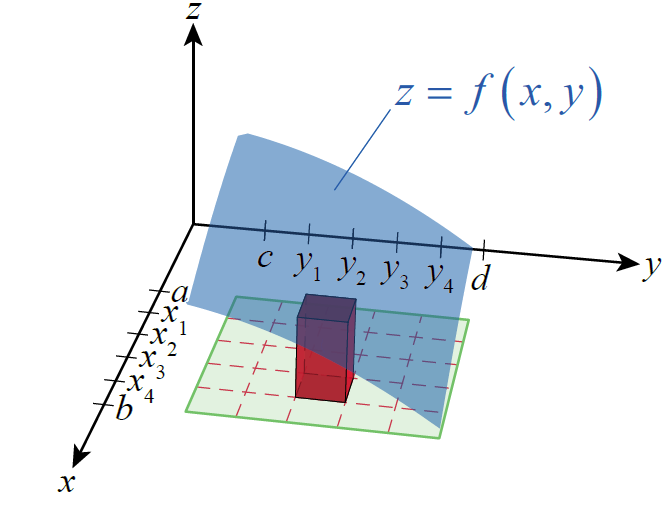 z
z = f(x, y)
c y₁ y₂ y₃ y₄ d
y
a
x₁
x₂
x₃
x₄
b
x